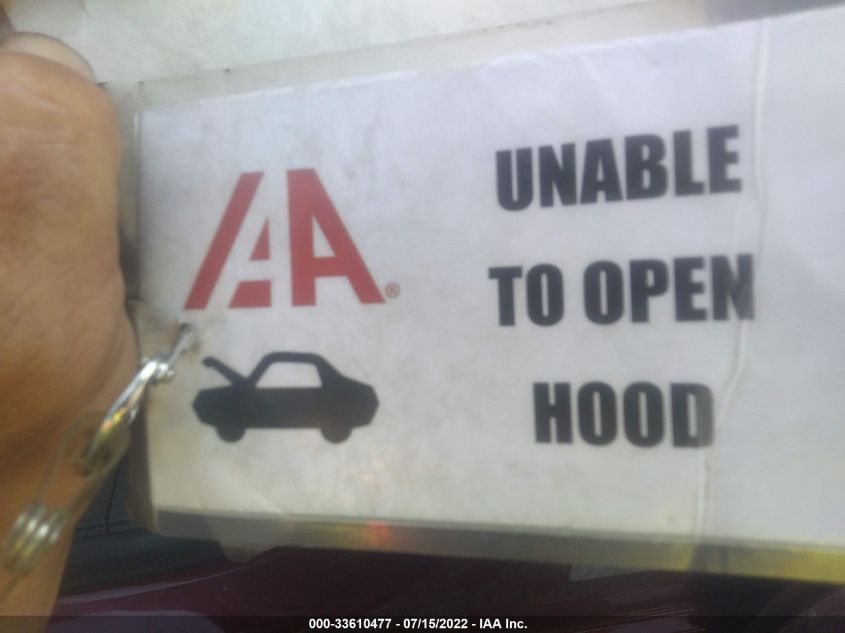 IAA®
UNABLE
TO OPEN
HOOD
000-33610477 - 07/15/2022 - IAA Inc.